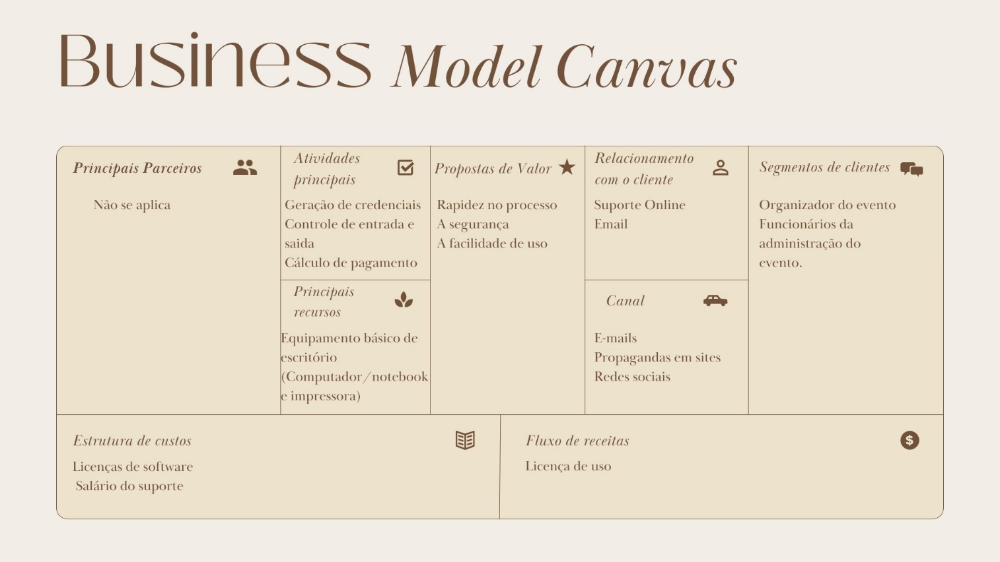 Business Model Canvas
Principais Parceiros
Não se aplica
Atividades
principais
Geração de credenciais
Controle de entrada e
saida
Cálculo de pagamento
Principais
recursos
Equipamento básico de
escritório
(Computador/notebook
e impressora)
Propostas de Valor
Rapidez no processo
A segurança
A facilidade de uso
Relacionamento
com o cliente
Suporte Online
Email
Canal
E-mails
Propagandas em sites
Redes sociais
Segmentos de clientes
Organizador do evento
Funcionários da
administração do
evento.
Estrutura de custos
Licenças de software
Salário do suporte
Fluxo de receitas
$
Licença de uso